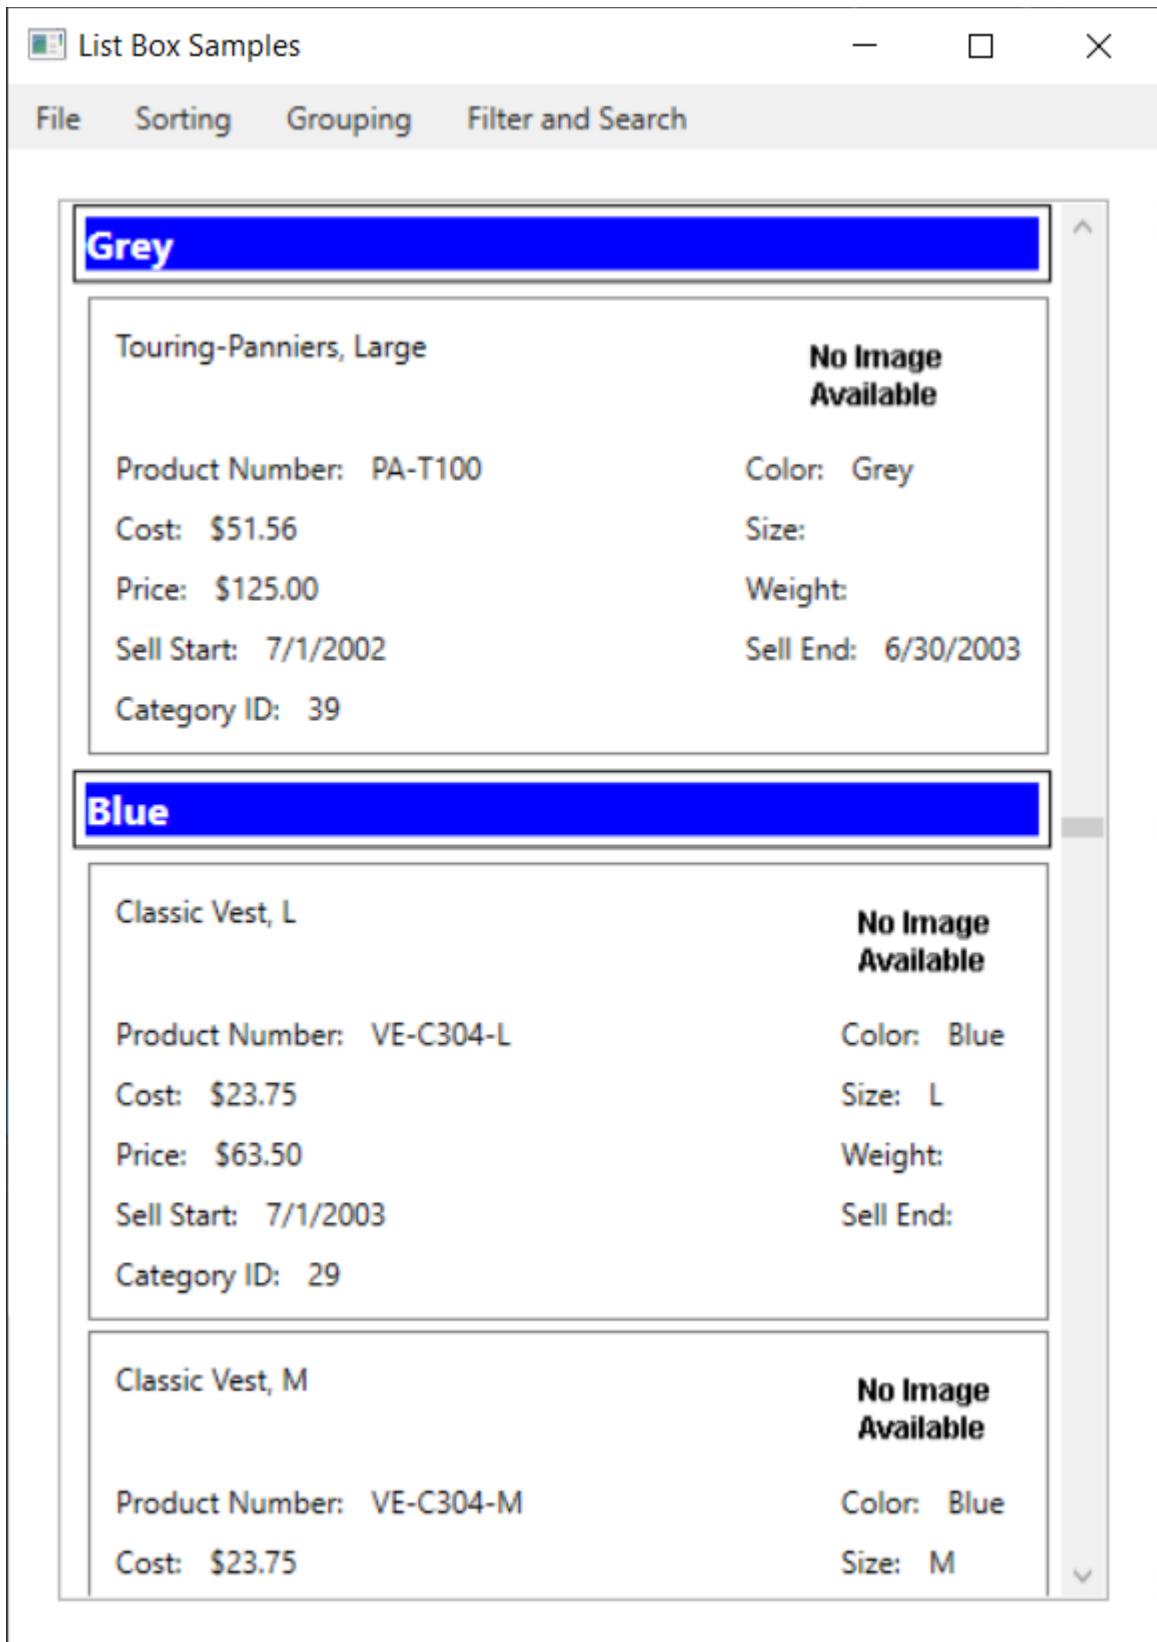 List Box Samples
File Sorting Grouping Filter and Search
Grey
Touring-Panniers, Large
No Image
Available
Product Number: PA-T100 Color: Grey
Cost: $51.56 Size:
Price: $125.00 Weight:
Sell Start: 7/1/2002 Sell End: 6/30/2003
Category ID: 39
Blue
Classic Vest, L
No Image
Available
Product Number: VE-C304-L Color: Blue
Cost: $23.75 Size: L
Price: $63.50 Weight:
Sell Start: 7/1/2003 Sell End:
Category ID: 29
Classic Vest, M
No Image
Available
Product Number: VE-C304-M Color: Blue
Cost: $23.75 Size: M